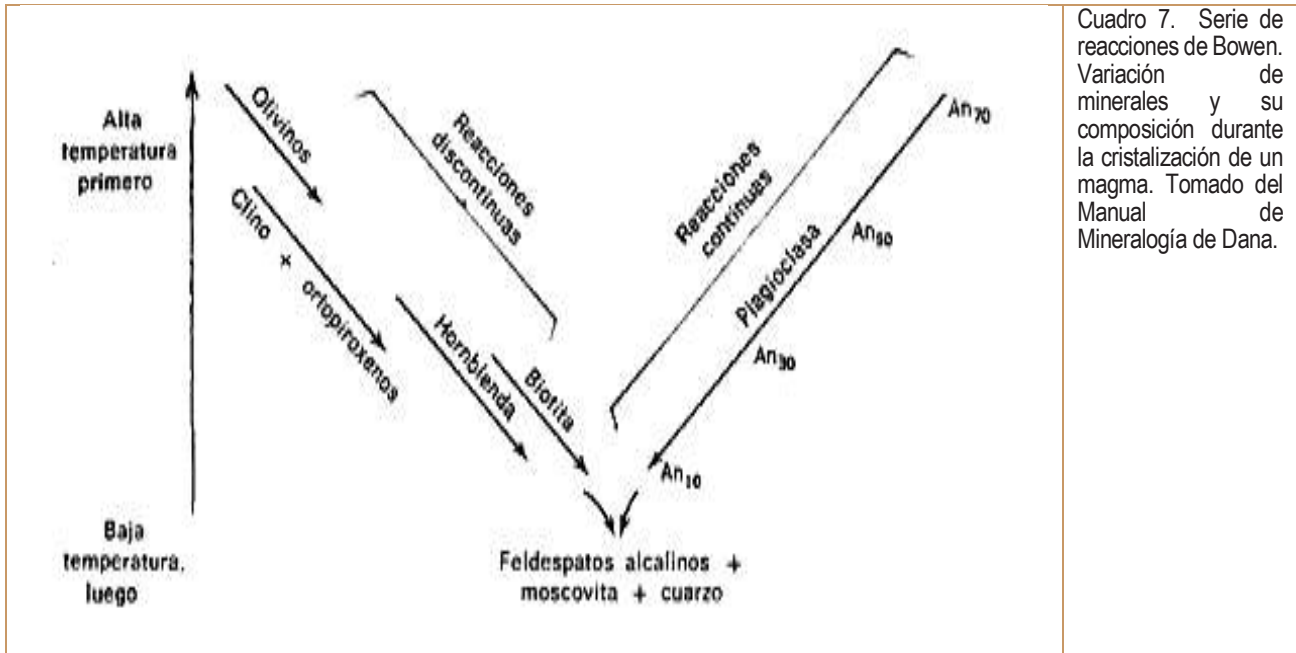 Alta
temperatura
primero
Baja
temperatura,
luego
Olivinos
Clino + ortopiroxenos
Reacciones
discontinuas
Hornblenda
Biotita
Reacciones
continuas
Plagioclasa
An70
An50
An30
An10
Feldespatos alcalinos +
moscovita + cuarzo
Cuadro 7. Serie de
reacciones de Bowen.
Variación de
minerales y su
composición durante
la cristalización de un
magma. Tomado del
Manual de
Mineralogía de Dana.